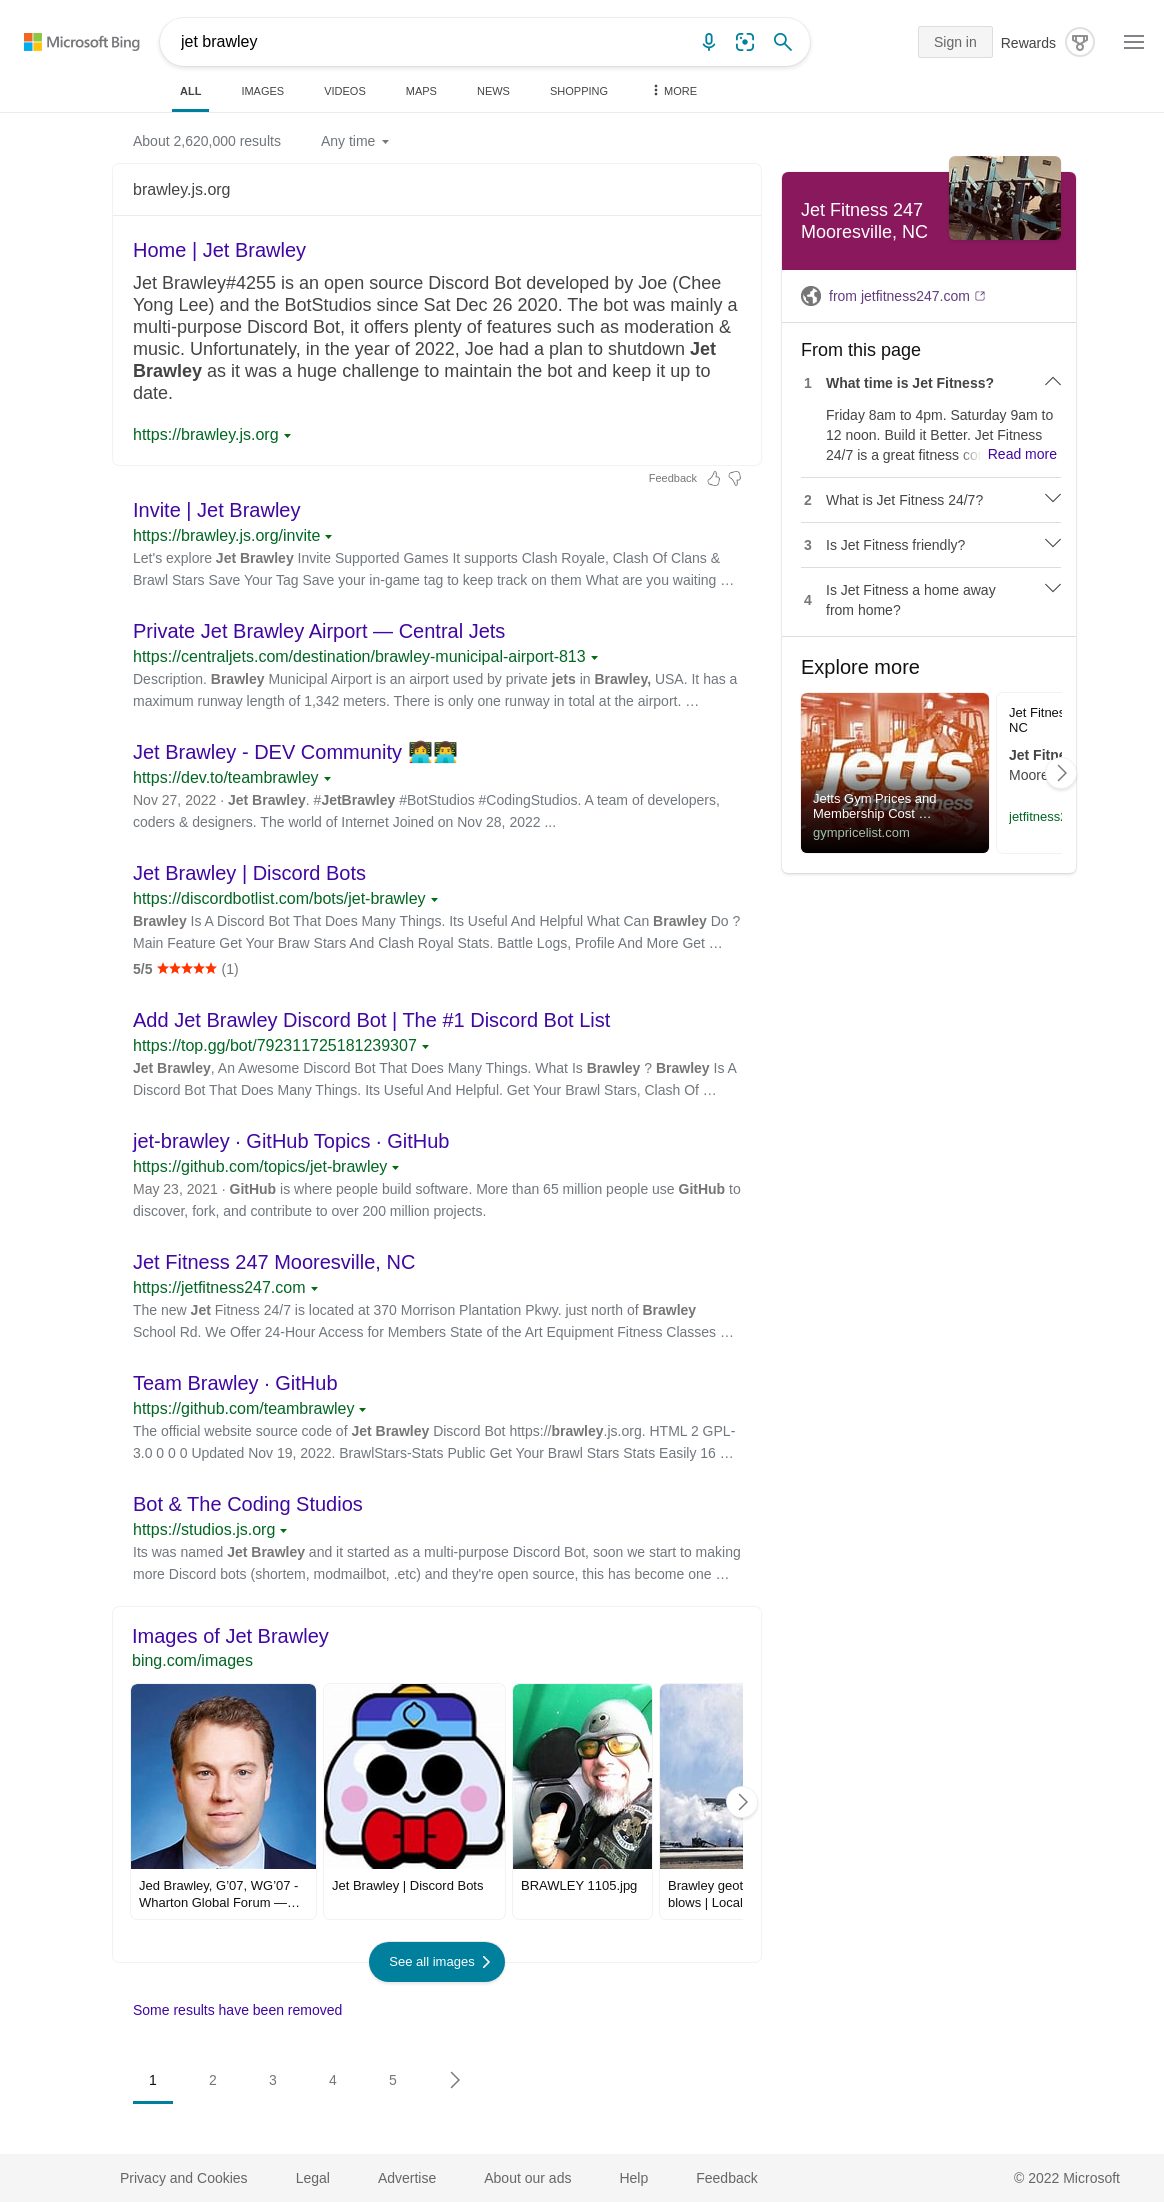 Microsoft Bing
jet brawley
Sign in
Rewards
ALL
IMAGES
VIDEOS
MAPS
NEWS
SHOPPING
MORE
About 2,620,000 results
Any time
brawley.js.org
Home | Jet Brawley
Jet Brawley#4255 is an open source Discord Bot developed by Joe (Chee
Yong Lee) and the BotStudios since Sat Dec 26 2020. The bot was mainly a
multi-purpose Discord Bot, it offers plenty of features such as moderation &
music. Unfortunately, in the year of 2022, Joe had a plan to shutdown Jet
Brawley as it was a huge challenge to maintain the bot and keep it up to
date.
https://brawley.js.org
Feedback
Invite | Jet Brawley
https://brawley.js.org/invite
Let's explore Jet Brawley Invite Supported Games It supports Clash Royale, Clash Of Clans &
Brawl Stars Save Your Tag Save your in-game tag to keep track on them What are you waiting …
Private Jet Brawley Airport — Central Jets
https://centraljets.com/destination/brawley-municipal-airport-813
Description. Brawley Municipal Airport is an airport used by private jets in Brawley, USA. It has a
maximum runway length of 1,342 meters. There is only one runway in total at the airport. …
Jet Brawley - DEV Community 👩‍💻👨‍💻
https://dev.to/teambrawley
Nov 27, 2022 · Jet Brawley. #JetBrawley #BotStudios #CodingStudios. A team of developers,
coders & designers. The world of Internet Joined on Nov 28, 2022 ...
Jet Brawley | Discord Bots
https://discordbotlist.com/bots/jet-brawley
Brawley Is A Discord Bot That Does Many Things. Its Useful And Helpful What Can Brawley Do ?
Main Feature Get Your Braw Stars And Clash Royal Stats. Battle Logs, Profile And More Get …
5/5 ★★★★★ (1)
Add Jet Brawley Discord Bot | The #1 Discord Bot List
https://top.gg/bot/792311725181239307
Jet Brawley, An Awesome Discord Bot That Does Many Things. What Is Brawley ? Brawley Is A
Discord Bot That Does Many Things. Its Useful And Helpful. Get Your Brawl Stars, Clash Of …
jet-brawley · GitHub Topics · GitHub
https://github.com/topics/jet-brawley
May 23, 2021 · GitHub is where people build software. More than 65 million people use GitHub to
discover, fork, and contribute to over 200 million projects.
Jet Fitness 247 Mooresville, NC
https://jetfitness247.com
The new Jet Fitness 24/7 is located at 370 Morrison Plantation Pkwy. just north of Brawley
School Rd. We Offer 24-Hour Access for Members State of the Art Equipment Fitness Classes …
Team Brawley · GitHub
https://github.com/teambrawley
The official website source code of Jet Brawley Discord Bot https://brawley.js.org. HTML 2 GPL-
3.0 0 0 0 Updated Nov 19, 2022. BrawlStars-Stats Public Get Your Brawl Stars Stats Easily 16 …
Bot & The Coding Studios
https://studios.js.org
Its was named Jet Brawley and it started as a multi-purpose Discord Bot, soon we start to making
more Discord bots (shortem, modmailbot, .etc) and they're open source, this has become one …
Images of Jet Brawley
bing.com/images
Jed Brawley, G'07, WG'07 -
Wharton Global Forum —…
Jet Brawley | Discord Bots
BRAWLEY 1105.jpg
Brawley geot
blows | Local
See all images
Some results have been removed
1
2
3
4
5
Jet Fitness 247
Mooresville, NC
from jetfitness247.com
From this page
1 What time is Jet Fitness?
Friday 8am to 4pm. Saturday 9am to
12 noon. Build it Better. Jet Fitness
24/7 is a great fitness co Read more
2 What is Jet Fitness 24/7?
3 Is Jet Fitness friendly?
4 Is Jet Fitness a home away
from home?
Explore more
jetts
24 hour fitness
Jetts Gym Prices and
Membership Cost …
gympricelist.com
Jet Fitnes
NC
Jet Fitne
Moore
jetfitness2
Privacy and Cookies
Legal
Advertise
About our ads
Help
Feedback
© 2022 Microsoft